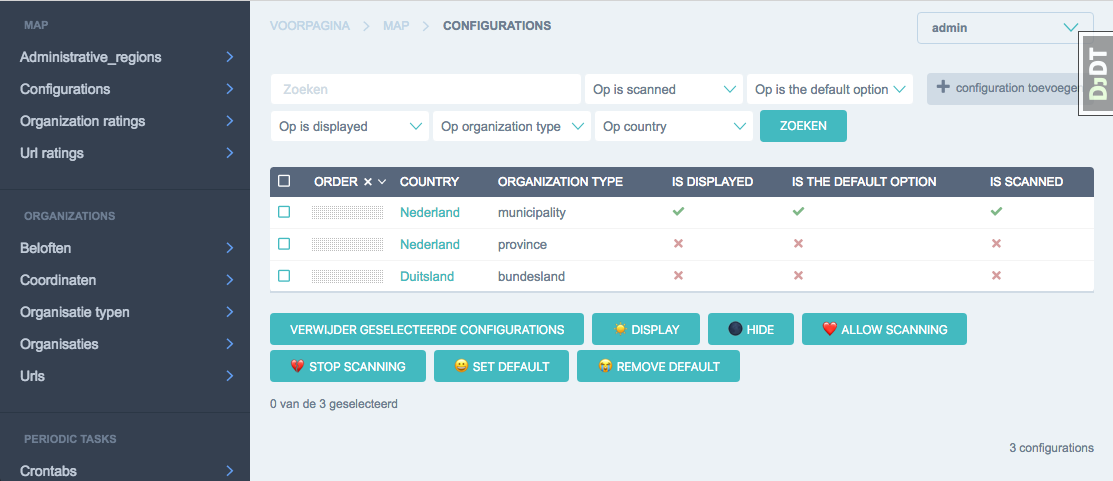 MAP
Administrative_regions
Configurations
Organization ratings
Url ratings
ORGANIZATIONS
Beloften
Coordinaten
Organisatie typen
Organisaties
Urls
PERIODIC TASKS
Crontabs
VOORPAGINA > MAP > CONFIGURATIONS
admin
DjDT
Zoeken Op is scanned Op is the default option
configuration toevoegen
Op is displayed Op organization type Op country ZOEKEN
ORDER COUNTRY ORGANIZATION TYPE IS DISPLAYED IS THE DEFAULT OPTION IS SCANNED
Nederland municipality
Nederland province
Duitsland bundesland
VERWIJDER GESELECTEERDE CONFIGURATIONS ☀️ DISPLAY 🌑 HIDE ❤️ ALLOW SCANNING
💔 STOP SCANNING 😀 SET DEFAULT 😭 REMOVE DEFAULT
0 van de 3 geselecteerd
3 configurations